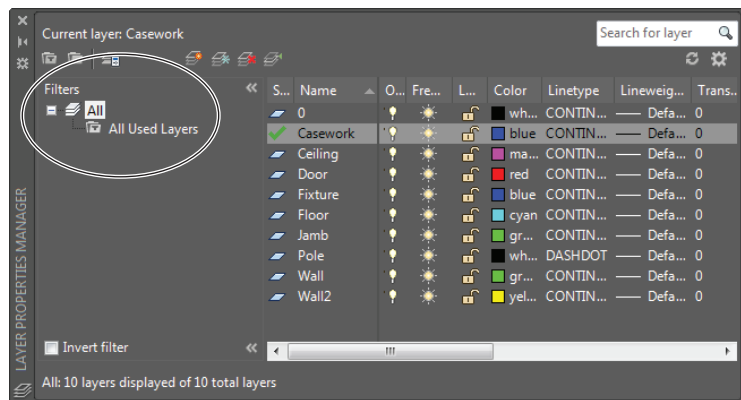 Current layer: Casework
Search for layer
Filters
All
All Used Layers
S... Name O... Fre... L... Color Linetype Lineweig... Trans...
0 wh... CONTIN... Defa... 0
Casework blue CONTIN... Defa... 0
Ceiling ma... CONTIN... Defa... 0
Door red CONTIN... Defa... 0
Fixture blue CONTIN... Defa... 0
Floor cyan CONTIN... Defa... 0
Jamb gr... CONTIN... Defa... 0
Pole wh... DASHDOT Defa... 0
Wall gr... CONTIN... Defa... 0
Wall2 yel... CONTIN... Defa... 0
Invert filter
All: 10 layers displayed of 10 total layers
LAYER PROPERTIES MANAGER